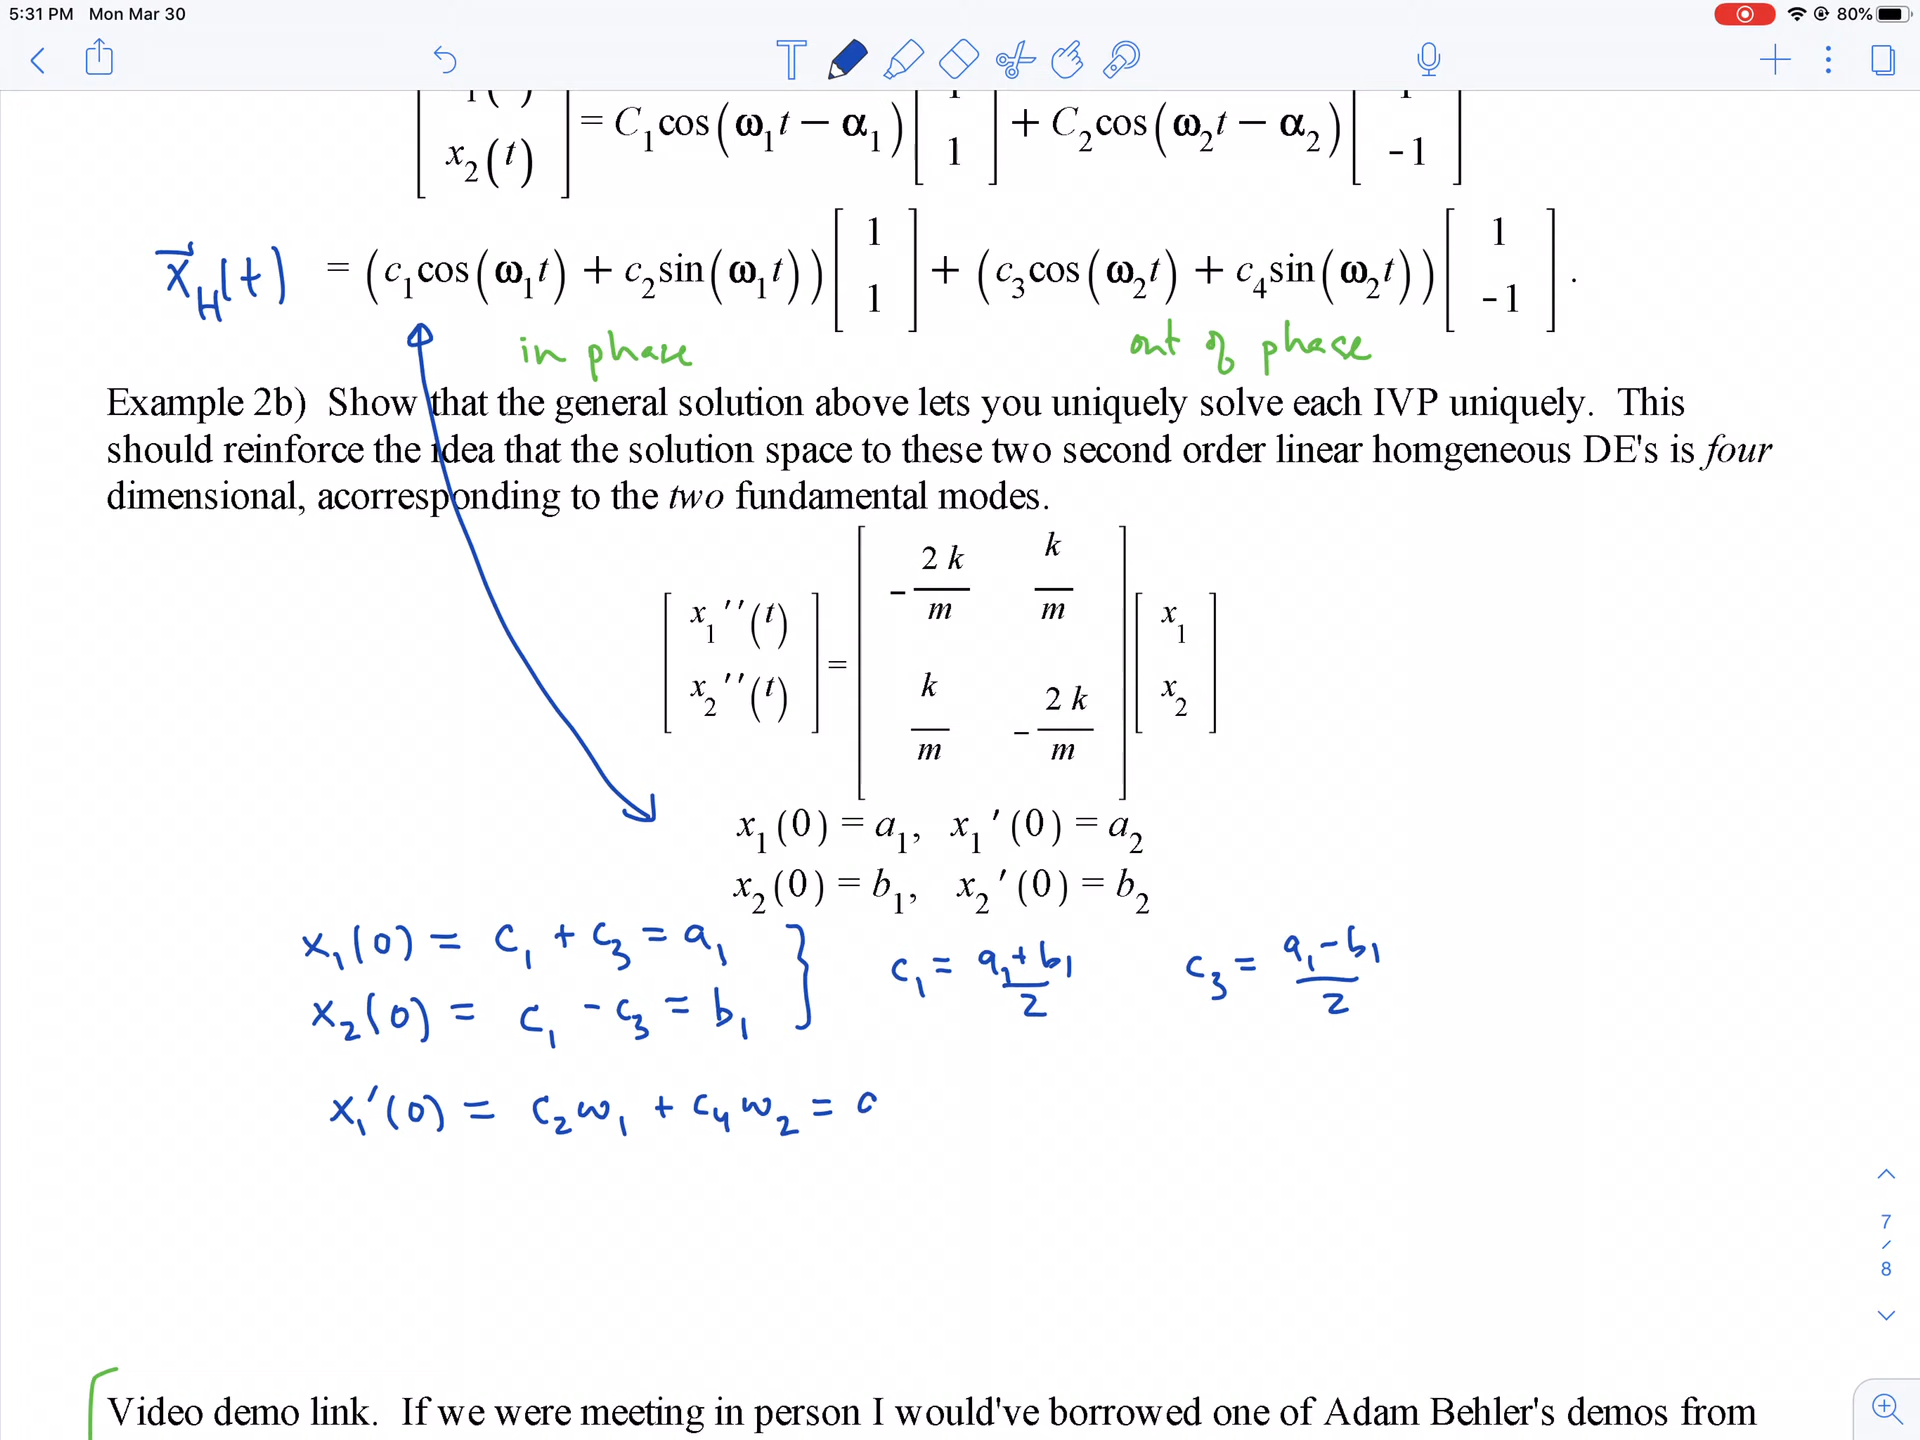 5:31 PM Mon Mar 30 80%
x₂(t) = C₁cos(ω₁t − α₁) [1] + C₂cos(ω₂t − α₂) [-1]
x⃗_H(t) = (c₁cos(ω₁t) + c₂sin(ω₁t)) [1 1] + (c₃cos(ω₂t) + c₄sin(ω₂t)) [1 -1].
in phase out of phase
Example 2b) Show that the general solution above lets you uniquely solve each IVP uniquely. This
should reinforce the idea that the solution space to these two second order linear homgeneous DE's is four
dimensional, acorresponding to the two fundamental modes.
[x₁''(t) x₂''(t)] = [-2k/m k/m k/m -2k/m] [x₁ x₂]
x₁(0) = a₁, x₁'(0) = a₂
x₂(0) = b₁, x₂'(0) = b₂
x₁(0) = c₁ + c₃ = a₁ } c₁ = a₁+b₁/2 c₃ = a₁-b₁/2
x₂(0) = c₁ - c₃ = b₁
x₁'(0) = c₂ω₁ + c₄ω₂ =
7
/
8
Video demo link. If we were meeting in person I would've borrowed one of Adam Behler's demos from